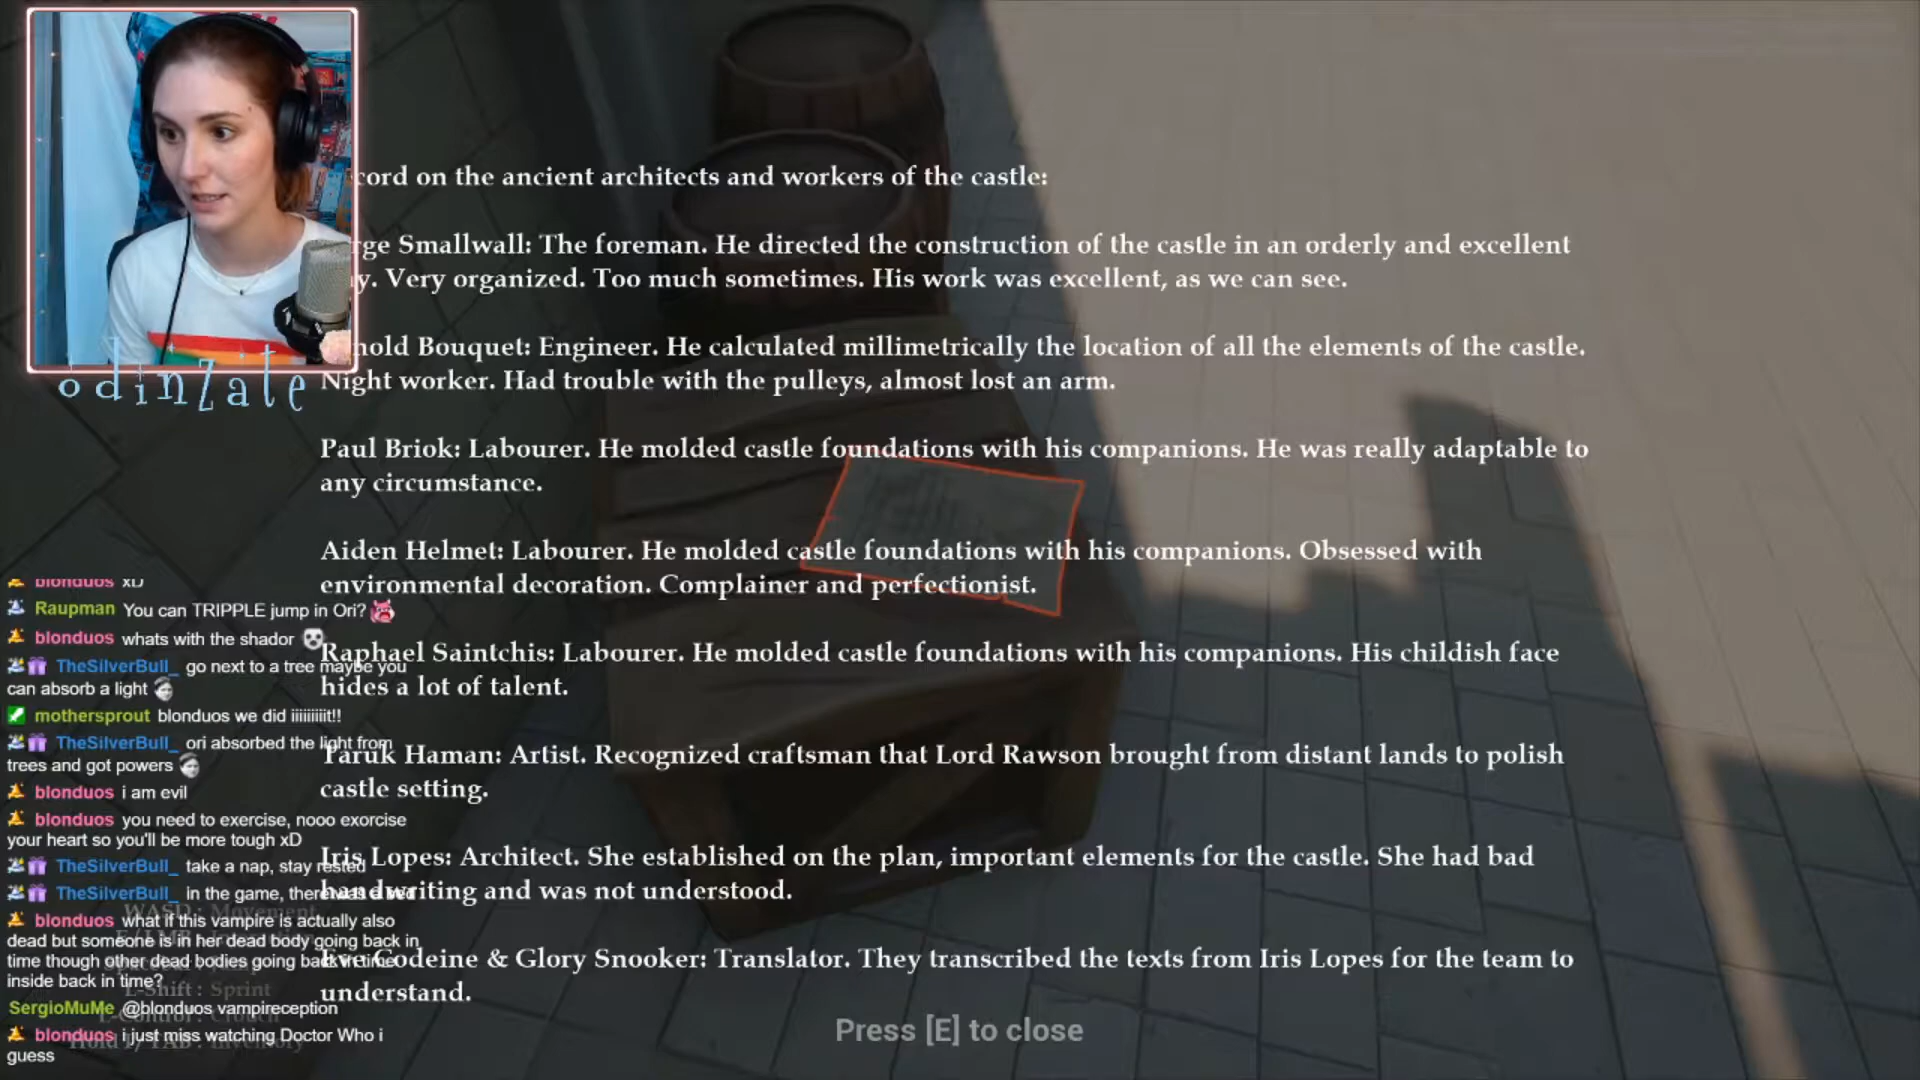 cord on the ancient architects and workers of the castle:
rge Smallwall: The foreman. He directed the construction of the castle in an orderly and excellent
y. Very organized. Too much sometimes. His work was excellent, as we can see.
nold Bouquet: Engineer. He calculated millimetrically the location of all the elements of the castle.
Night worker. Had trouble with the pulleys, almost lost an arm.
Paul Briok: Labourer. He molded castle foundations with his companions. He was really adaptable to
any circumstance.
Aiden Helmet: Labourer. He molded castle foundations with his companions. Obsessed with
environmental decoration. Complainer and perfectionist.
Raphael Saintchis: Labourer. He molded castle foundations with his companions. His childish face
hides a lot of talent.
Taruk Haman: Artist. Recognized craftsman that Lord Rawson brought from distant lands to polish
castle setting.
Iris Lopes: Architect. She established on the plan, important elements for the castle. She had bad
handwriting and was not understood.
Codeine & Glory Snooker: Translator. They transcribed the texts from Iris Lopes for the team to
understand.
Press [E] to close
odinzate
blonduos xD
Raupman You can TRIPPLE jump in Ori?
blonduos whats with the shador
TheSilverBull_ go next to a tree maybe you
can absorb a light
mothersprout blonduos we did iiiiiiiiit!!
TheSilverBull_ ori absorbed the light from
trees and got powers
blonduos i am evil
blonduos you need to exercise, nooo exorcise
your heart so you'll be more tough xD
TheSilverBull_ take a nap, stay rested
TheSilverBull_ in the game, there was a bed
blonduos what if this vampire is actually also
dead but someone is in her dead body going back in
time though other dead bodies going back in time
inside back in time?
SergioMuMe @blonduos vampireception
blonduos i just miss watching Doctor Who i
guess
WASD : Movement
L-Shift : Sprint